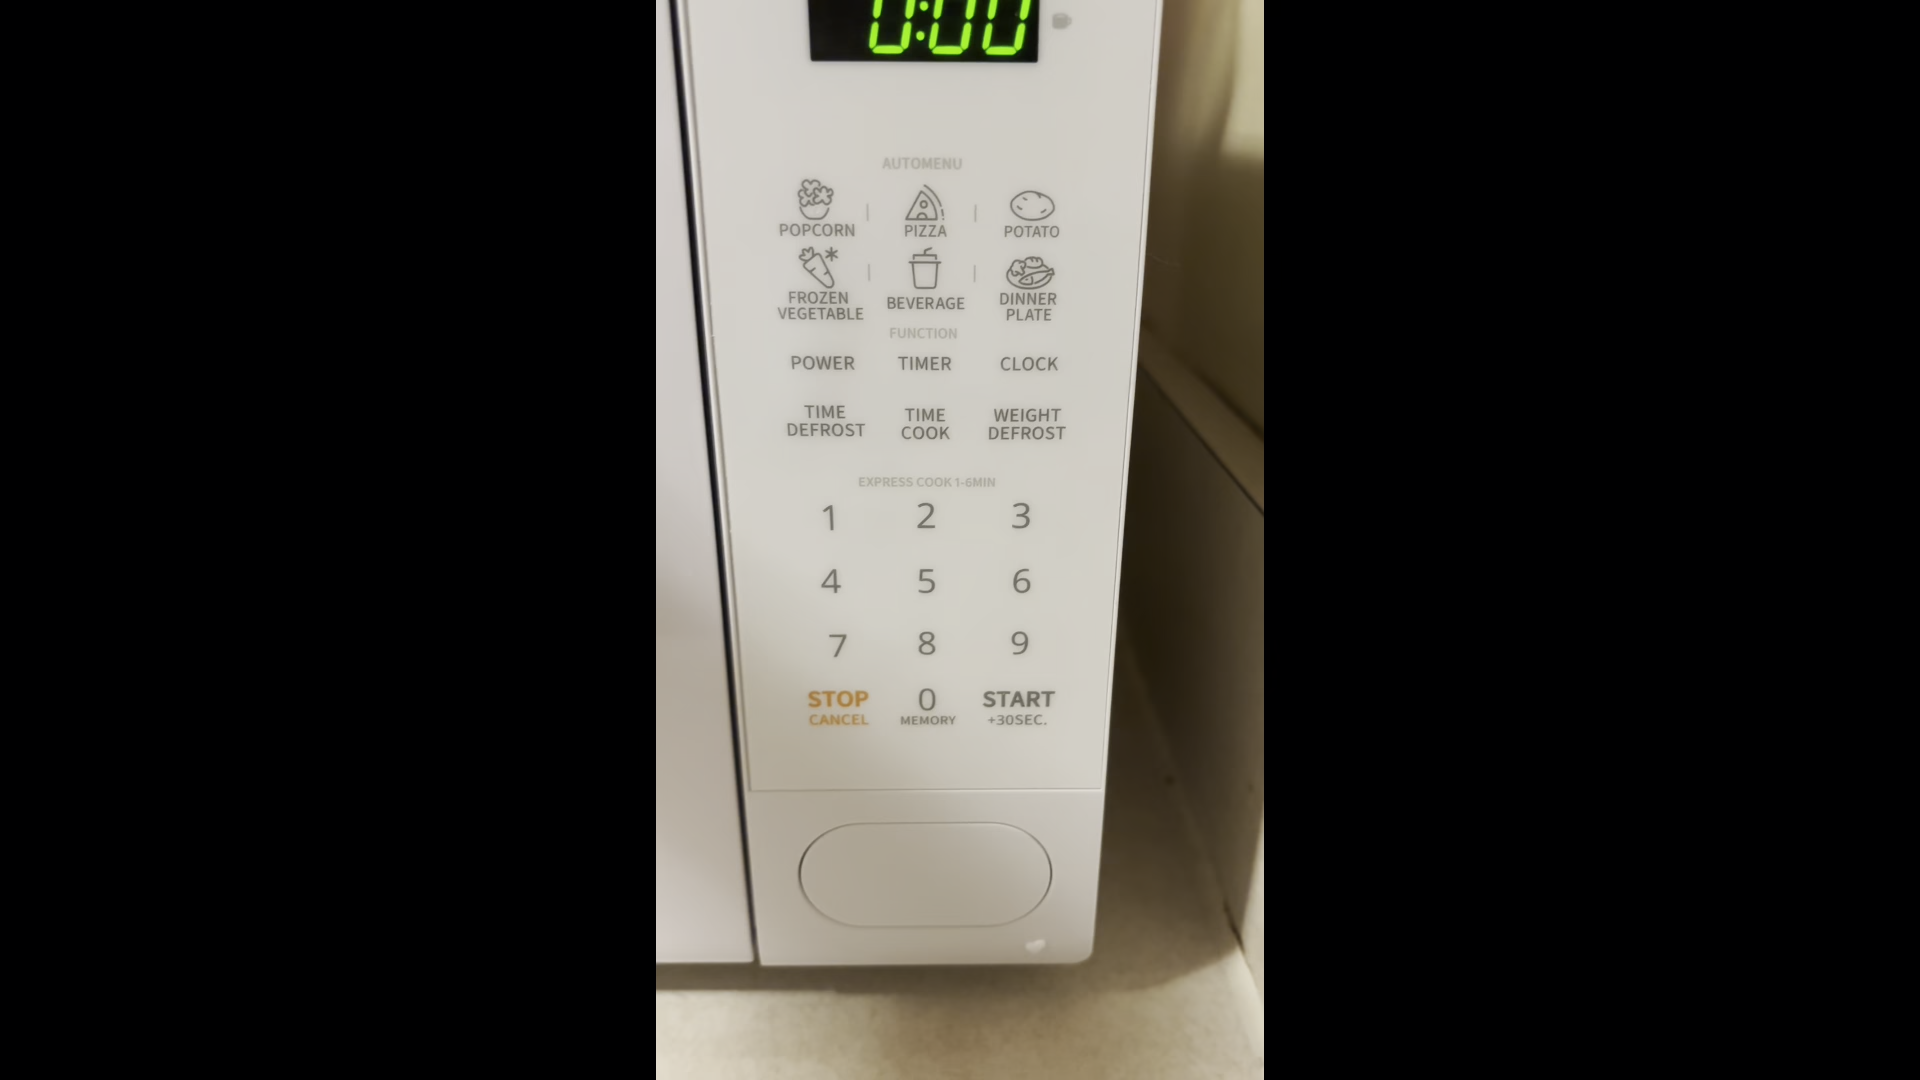 0:00
AUTOMENU
POPCORN | PIZZA | POTATO
FROZEN VEGETABLE | BEVERAGE | DINNER PLATE
FUNCTION
POWER TIMER CLOCK
TIME DEFROST TIME COOK WEIGHT DEFROST
EXPRESS COOK 1-6MIN
1 2 3
4 5 6
7 8 9
STOP 0 START
CANCEL MEMORY +30SEC.